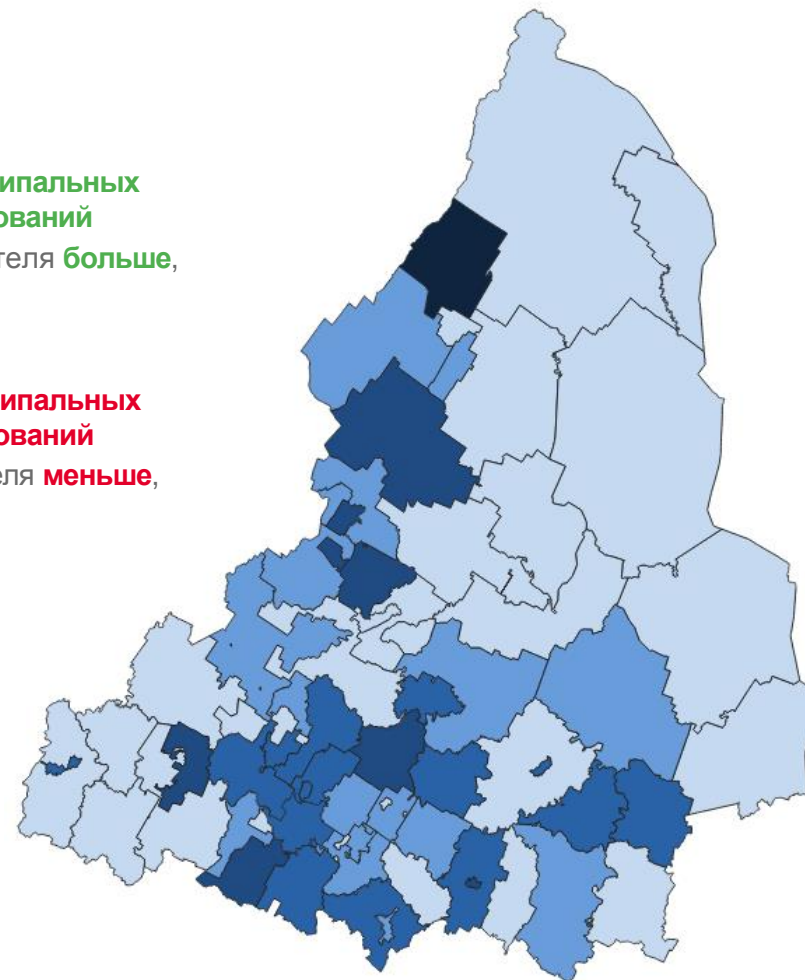 ипальных
ований
теля больше,
ипальных
ований
еля меньше,